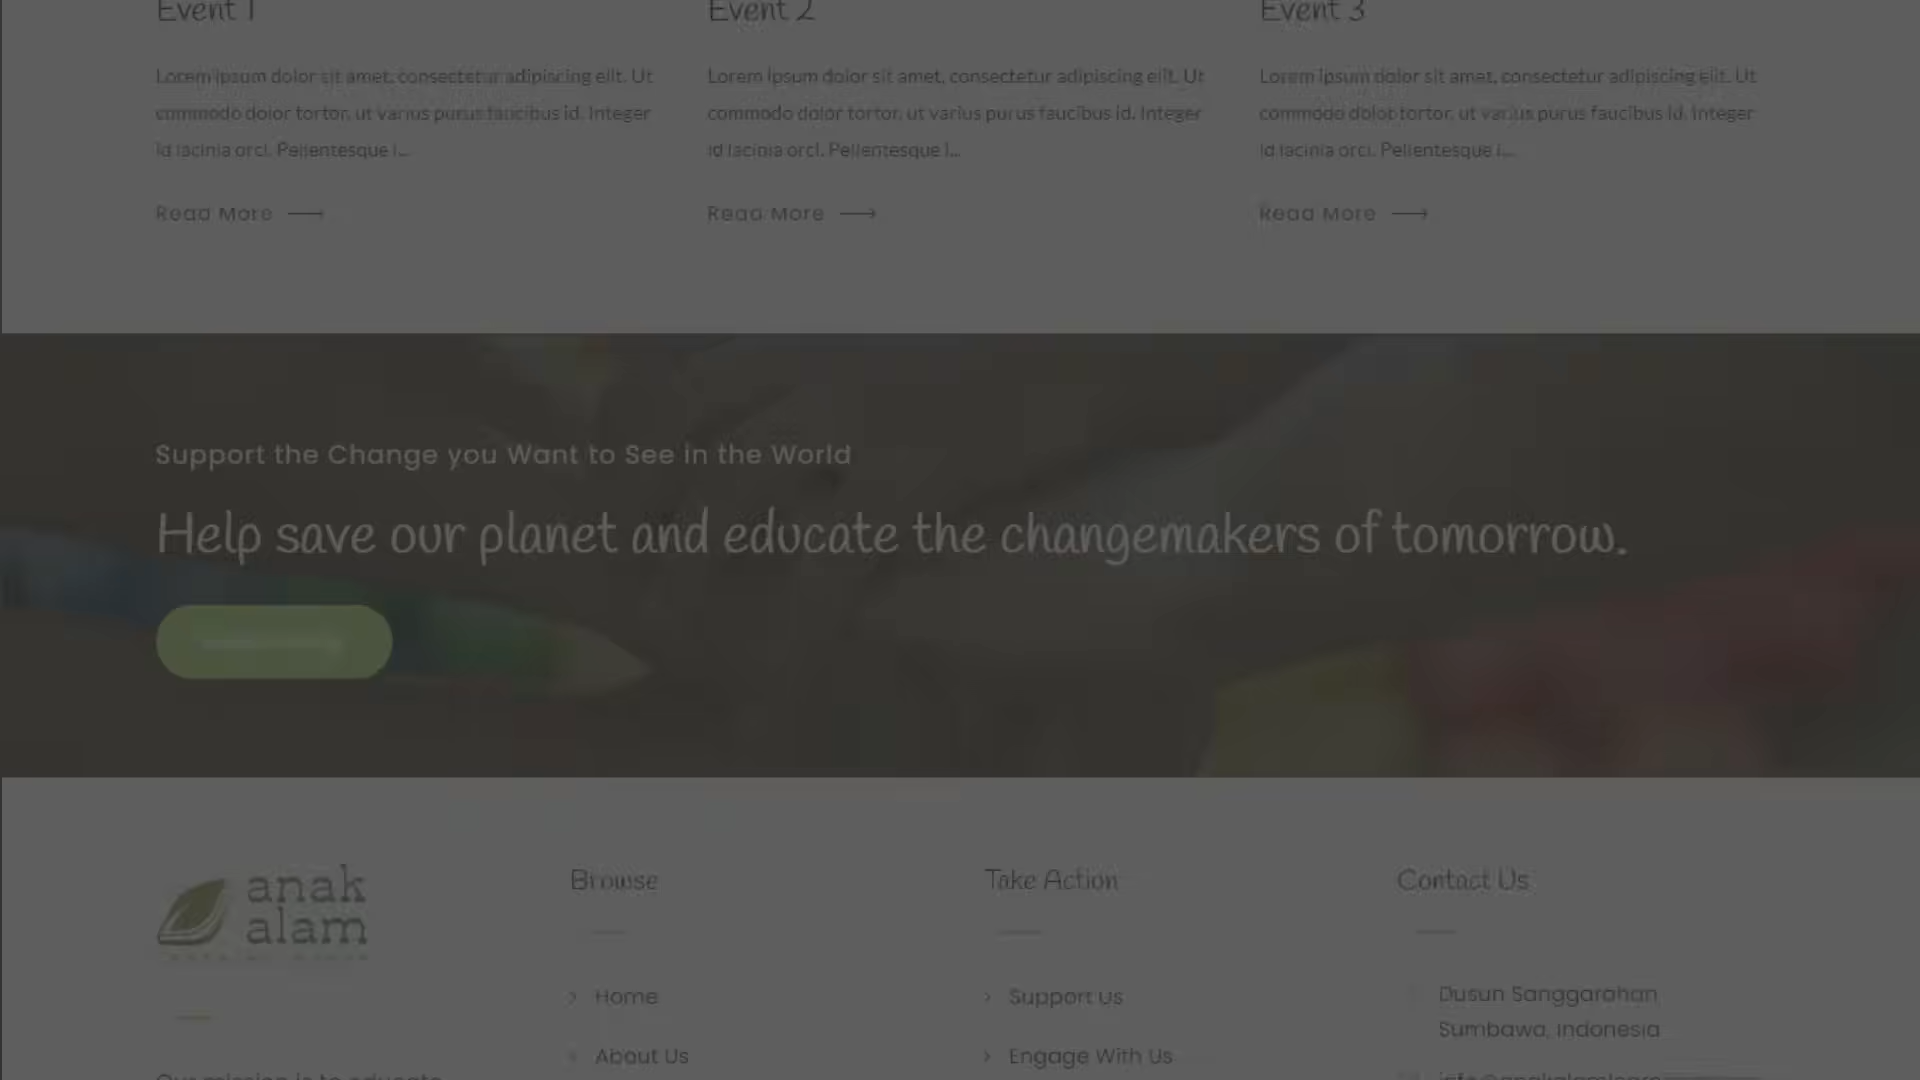 Event 1
Lorem ipsum dolor sit amet, consectetur adipiscing elit. Ut
commodo dolor tortor, ut varius purus faucibus id. Integer
id lacinia orci. Pellentesque i...
Read More
Event 2
Lorem ipsum dolor sit amet, consectetur adipiscing elit. Ut
commodo dolor tortor, ut varius purus faucibus id. Integer
id lacinia orci. Pellentesque i...
Read More
Event 3
Lorem ipsum dolor sit amet, consectetur adipiscing elit. Ut
commodo dolor tortor, ut varius purus faucibus id. Integer
id lacinia orci. Pellentesque i...
Read More
Support the Change you Want to See in the World
Help save our planet and educate the changemakers of tomorrow.
anak
alam
Our mission is to educate
Browse
Home
About Us
Take Action
Support Us
Engage With Us
Contact Us
Dusun Sanggarahan
Sumbawa, Indonesia